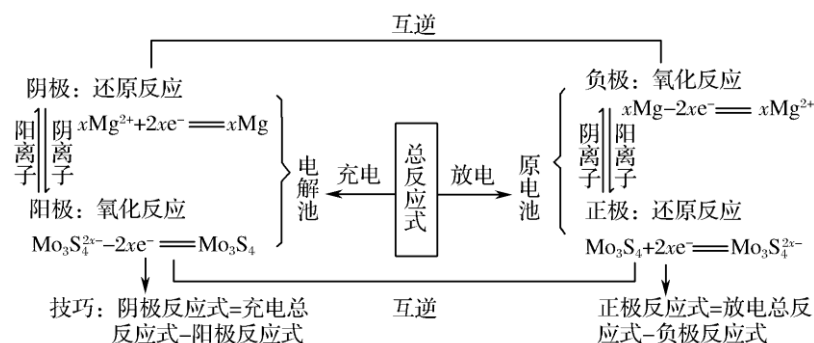 互逆
阴极：还原反应
xMg²⁺+2xe⁻══xMg
阳离子
阴离子
阳极：氧化反应
Mo₃S₄²ˣ⁻−2xe⁻══Mo₃S₄
电解池
充电
总反应式
放电
原电池
负极：氧化反应
xMg−2xe⁻══xMg²⁺
阴离子
阳离子
正极：还原反应
Mo₃S₄+2xe⁻══Mo₃S₄²ˣ⁻
互逆
技巧：阴极反应式=充电总
反应式−阳极反应式
正极反应式=放电总反
应式−负极反应式